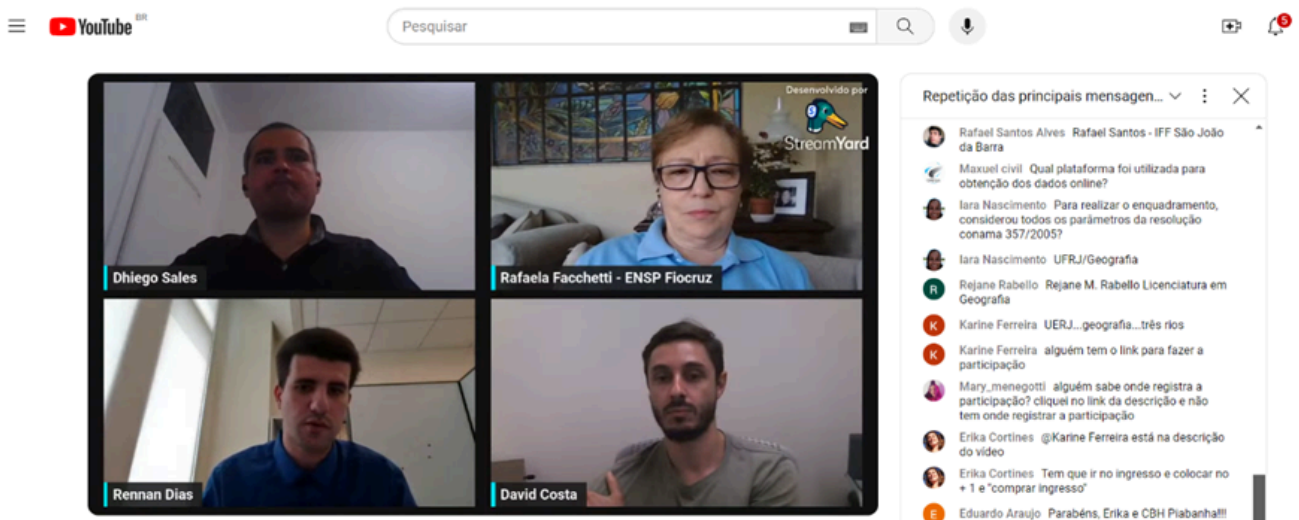 YouTube BR
Pesquisar
5
Desenvolvido por
StreamYard
Dhiego Sales
Rafaela Facchetti - ENSP Fiocruz
Rennan Dias
David Costa
Repetição das principais mensagen...
Rafael Santos Alves Rafael Santos - IFF São João
da Barra
Maxuel civil Qual plataforma foi utilizada para
obtenção dos dados online?
Iara Nascimento Para realizar o enquadramento,
considerou todos os parâmetros da resolução
conama 357/2005?
Iara Nascimento UFRJ/Geografia
R
Rejane Rabello Rejane M. Rabello Licenciatura em
Geografia
K
Karine Ferreira UERJ...geografia...três rios
K
Karine Ferreira alguém tem o link para fazer a
participação
Mary_menegotti alguém sabe onde registra a
participação? cliquei no link da descrição e não
tem onde registrar a participação
Erika Cortines @Karine Ferreira está na descrição
do vídeo
Erika Cortines Tem que ir no ingresso e colocar no
+ 1 e "comprar ingresso"
E
Eduardo Araujo Parabéns, Erika e CBH Piabanha!!!